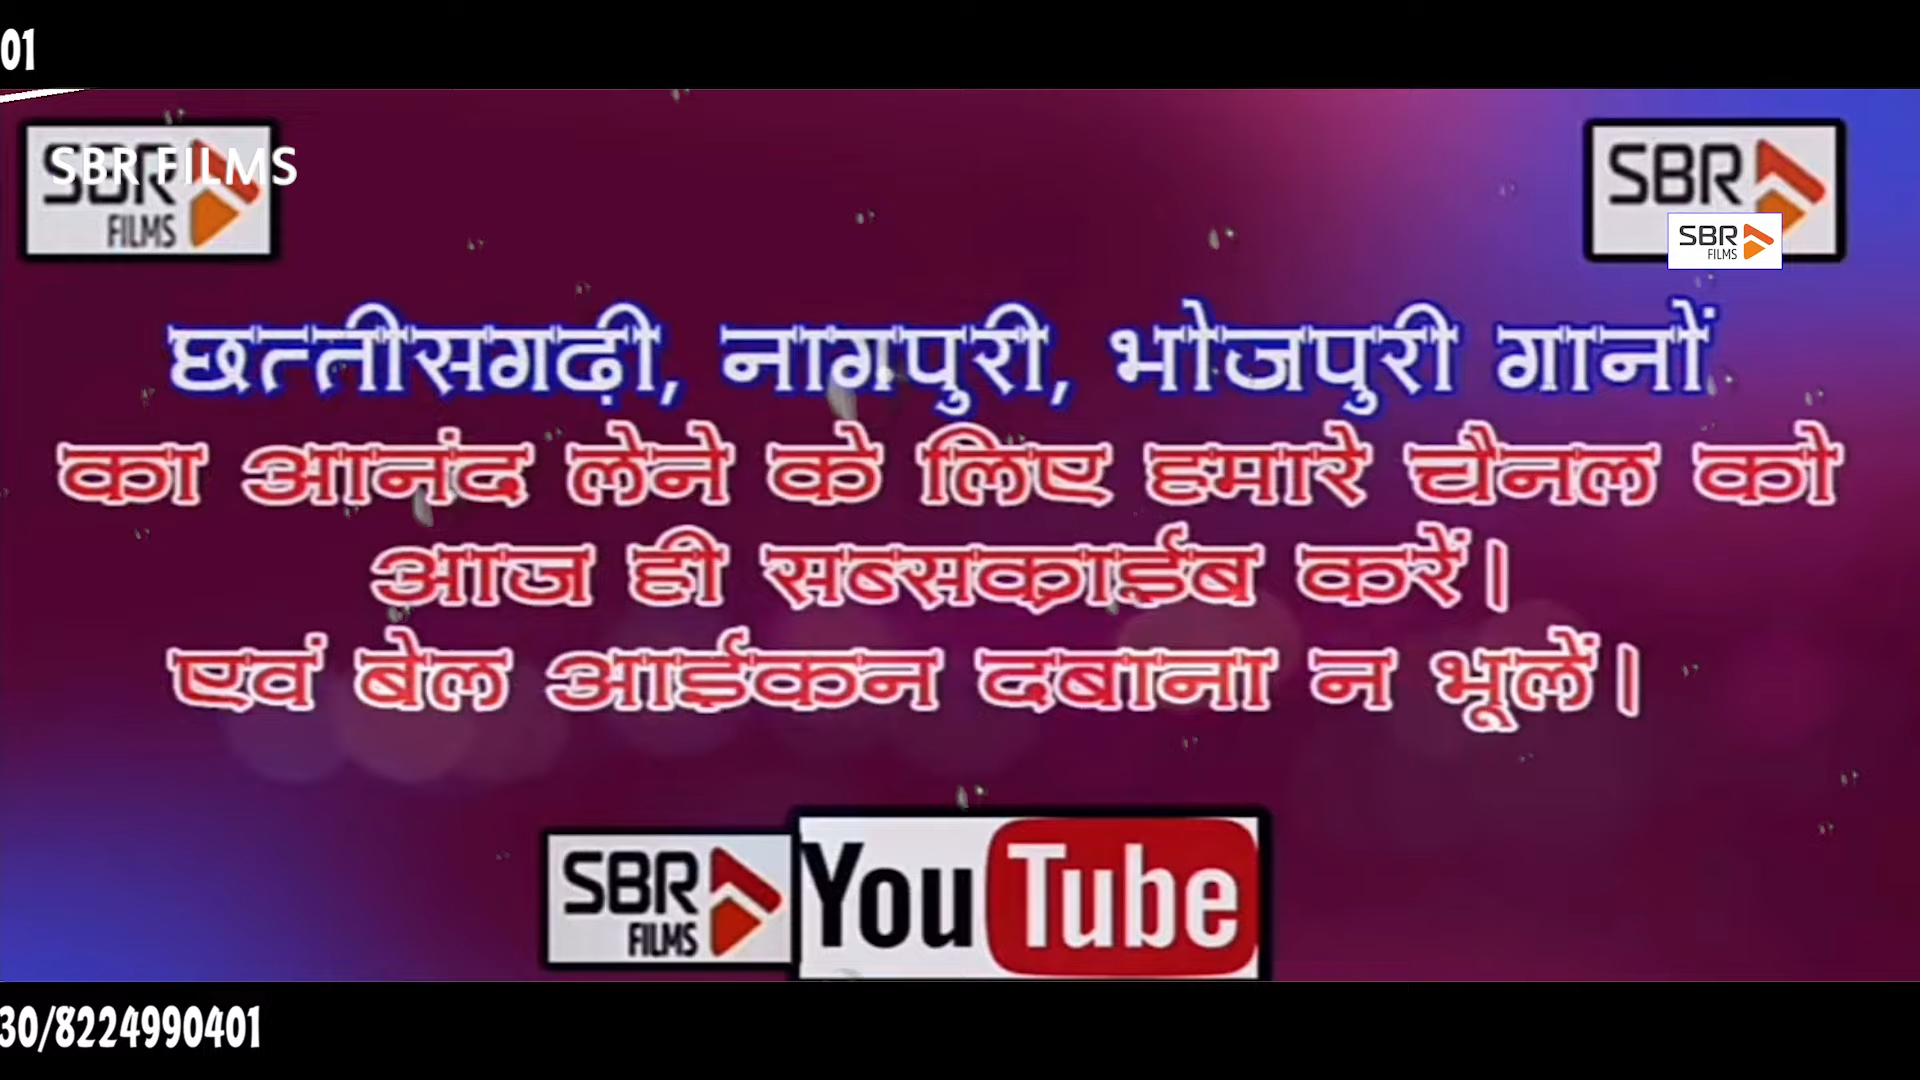 01
SBR FILMS
SBR
FILMS
SBR
SBR
FILMS
छत्तीसगढ़ी, नागपुरी, भोजपुरी गानों
का आनंद लेने के लिए हमारे चैनल को
आज ही सब्सक्राईब करें।
एवं बेल आईकन दबाना न भूलें।
SBR
FILMS
YouTube
30/8224990401